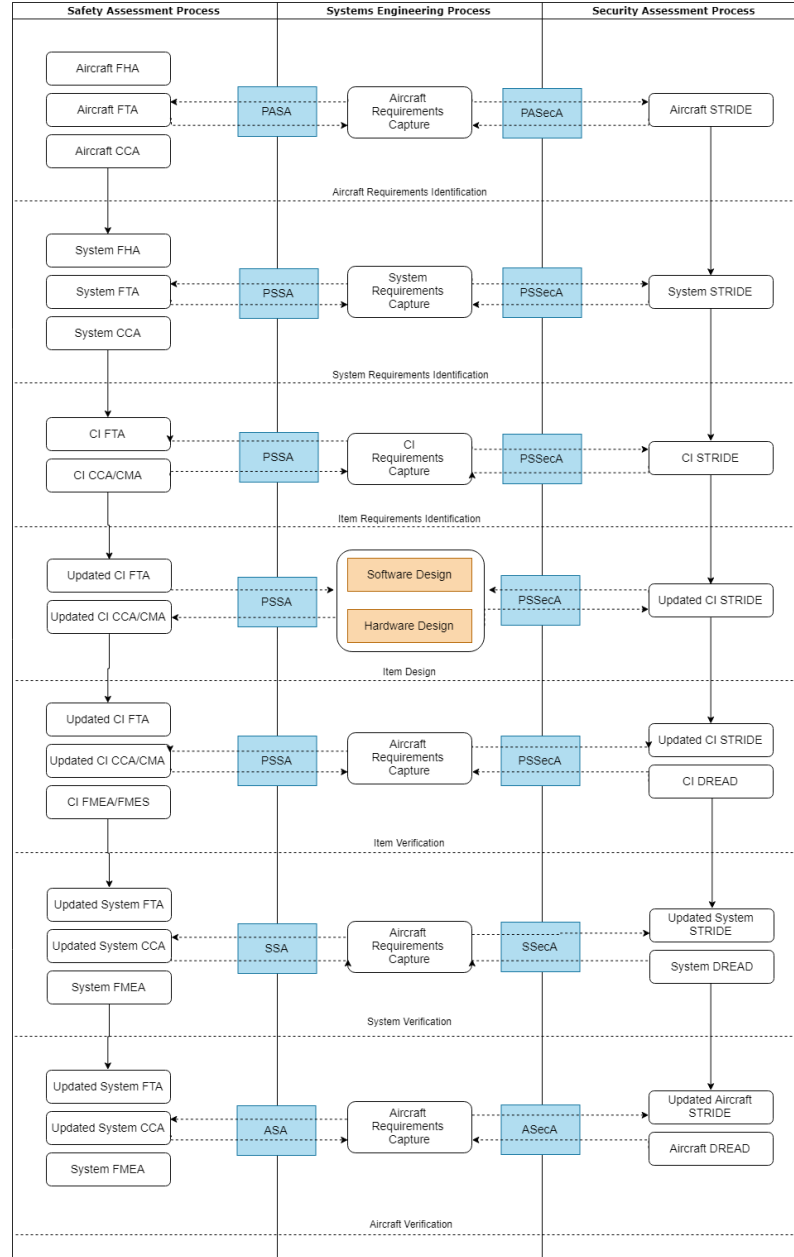 Safety Assessment Process
Systems Engineering Process
Security Assessment Process
Aircraft FHA
Aircraft FTA
Aircraft CCA
PASA
Aircraft
Requirements
Capture
PASecA
Aircraft STRIDE
Aircraft Requirements Identification
System FHA
System FTA
System CCA
PSSA
System
Requirements
Capture
PSSecA
System STRIDE
System Requirements Identification
CI FTA
CI CCA/CMA
PSSA
CI
Requirements
Capture
PSSecA
CI STRIDE
Item Requirements Identification
Updated CI FTA
Updated CI CCA/CMA
PSSA
Software Design
Hardware Design
PSSecA
Updated CI STRIDE
Item Design
Updated CI FTA
Updated CI CCA/CMA
CI FMEA/FMES
PSSA
Aircraft
Requirements
Capture
PSSecA
Updated CI STRIDE
CI DREAD
Item Verification
Updated System FTA
Updated System CCA
System FMEA
SSA
Aircraft
Requirements
Capture
SSecA
Updated System
STRIDE
System DREAD
System Verification
Updated System FTA
Updated System CCA
System FMEA
ASA
Aircraft
Requirements
Capture
ASecA
Updated Aircraft
STRIDE
Aircraft DREAD
Aircraft Verification